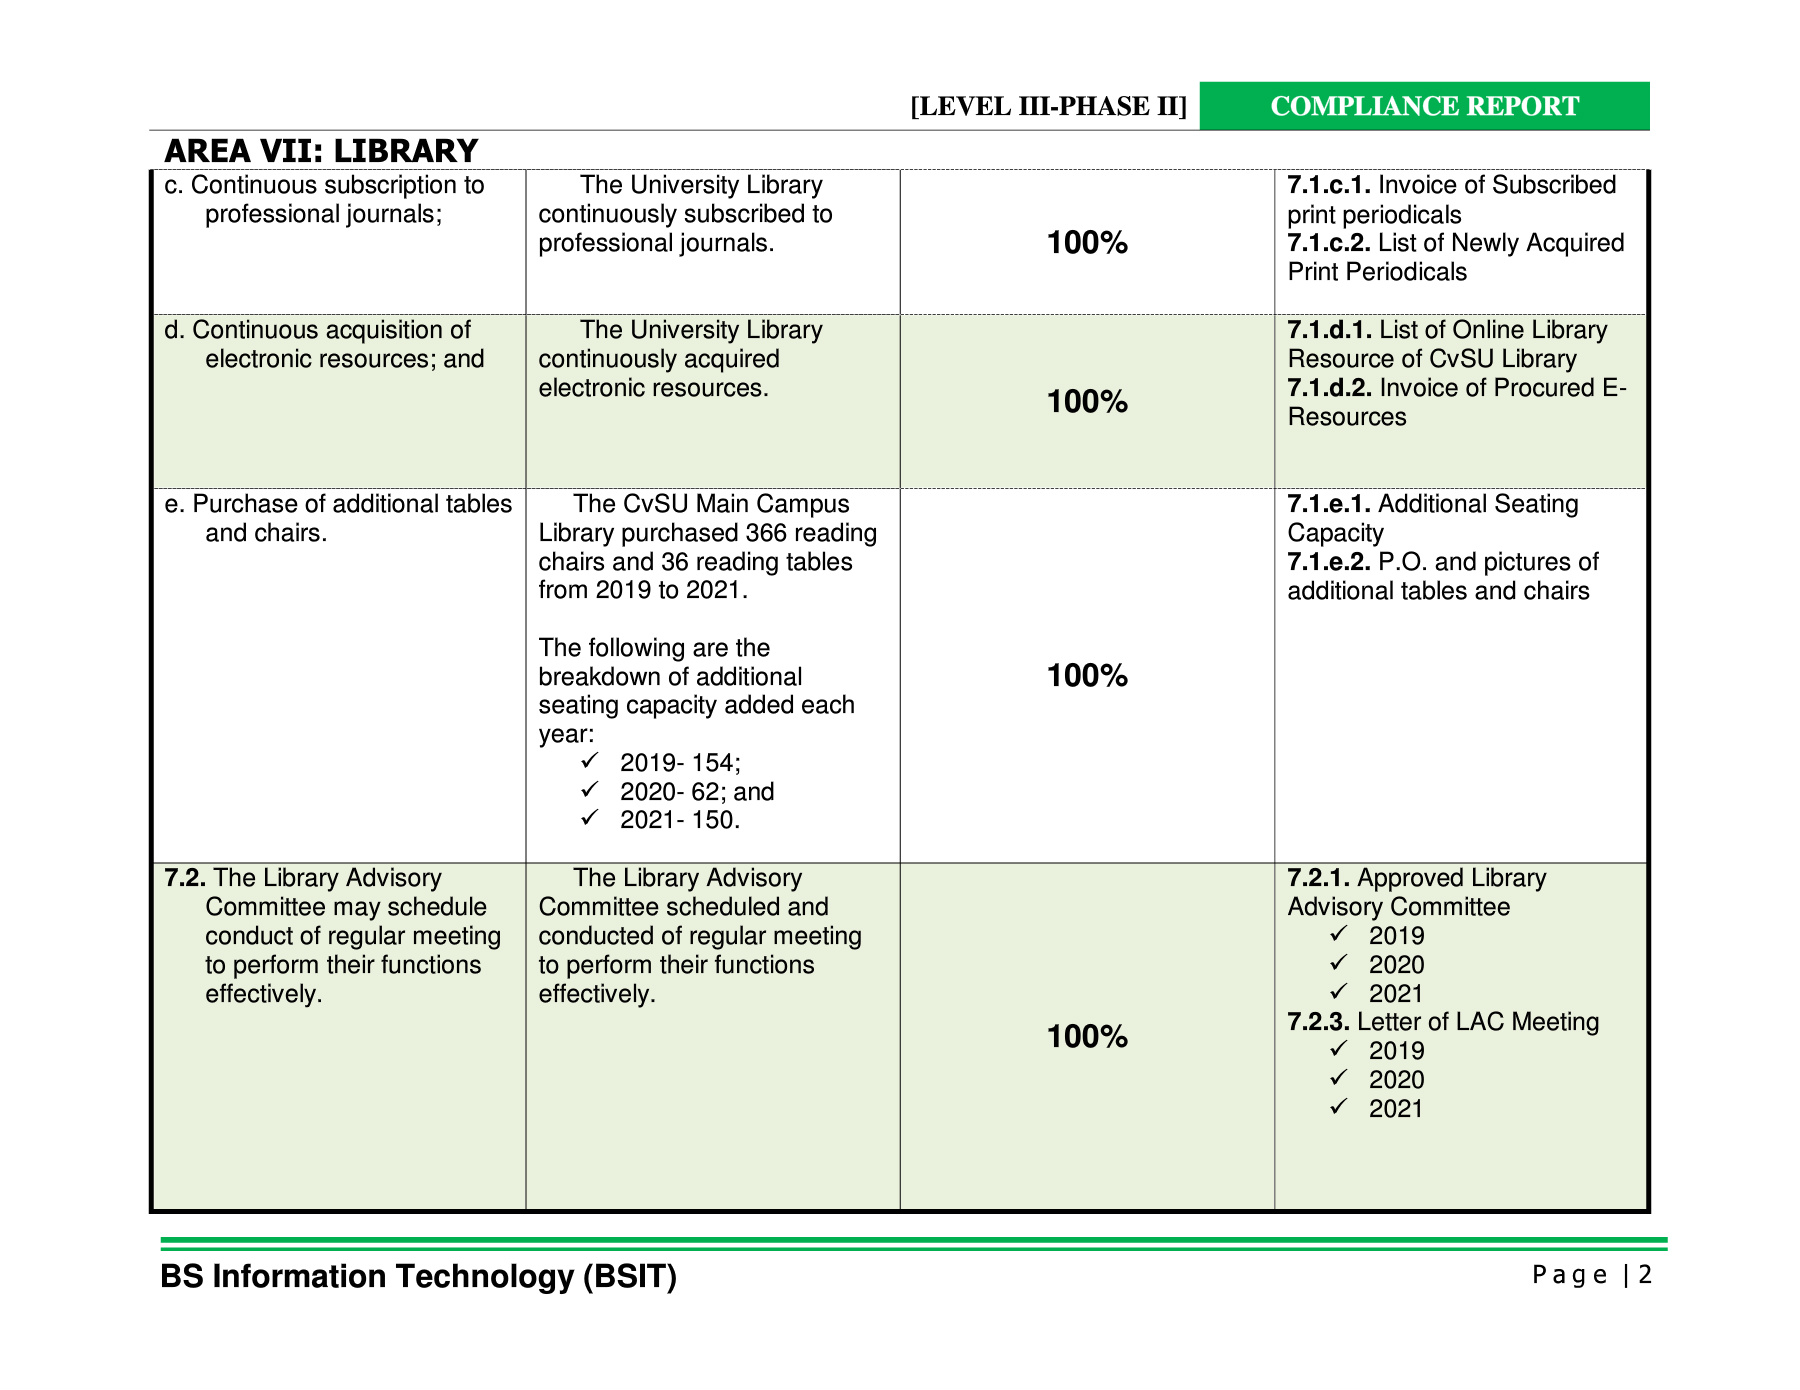 [LEVEL III-PHASE II] COMPLIANCE REPORT
AREA VII: LIBRARY
c. Continuous subscription to
professional journals;
The University Library
continuously subscribed to
professional journals.
100%
7.1.c.1. Invoice of Subscribed
print periodicals
7.1.c.2. List of Newly Acquired
Print Periodicals
d. Continuous acquisition of
electronic resources; and
The University Library
continuously acquired
electronic resources.
100%
7.1.d.1. List of Online Library
Resource of CvSU Library
7.1.d.2. Invoice of Procured E-
Resources
e. Purchase of additional tables
and chairs.
The CvSU Main Campus
Library purchased 366 reading
chairs and 36 reading tables
from 2019 to 2021.
The following are the
breakdown of additional
seating capacity added each
year:
✓ 2019- 154;
✓ 2020- 62; and
✓ 2021- 150.
100%
7.1.e.1. Additional Seating
Capacity
7.1.e.2. P.O. and pictures of
additional tables and chairs
7.2. The Library Advisory
Committee may schedule
conduct of regular meeting
to perform their functions
effectively.
The Library Advisory
Committee scheduled and
conducted of regular meeting
to perform their functions
effectively.
100%
7.2.1. Approved Library
Advisory Committee
✓ 2019
✓ 2020
✓ 2021
7.2.3. Letter of LAC Meeting
✓ 2019
✓ 2020
✓ 2021
BS Information Technology (BSIT)
Page | 2